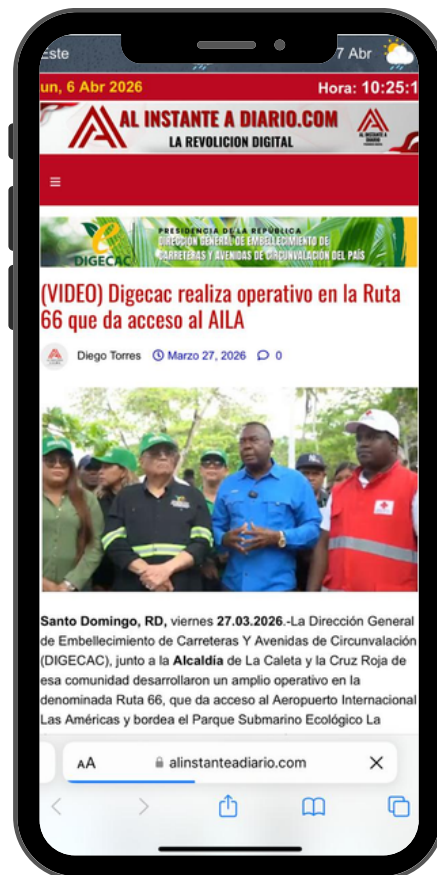 Este
7 Abr
un, 6 Abr 2026
Hora: 10:25:1
AL INSTANTE A DIARIO.COM
LA REVOLICION DIGITAL
DIGECAC
PRESIDENCIA DE LA REPÚBLICA
DIRECCIÓN GENERAL DE EMBELLECIMIENTO DE
CARRETERAS Y AVENIDAS DE CIRCUNVALACIÓN DEL PAÍS
(VIDEO) Digecac realiza operativo en la Ruta
66 que da acceso al AILA
Diego Torres Marzo 27, 2026 0
Santo Domingo, RD, viernes 27.03.2026.-La Dirección General
de Embellecimiento de Carreteras Y Avenidas de Circunvalación
(DIGECAC), junto a la Alcaldía de La Caleta y la Cruz Roja de
esa comunidad desarrollaron un amplio operativo en la
denominada Ruta 66, que da acceso al Aeropuerto Internacional
Las Américas y bordea el Parque Submarino Ecológico La
AA alinstanteadiario.com